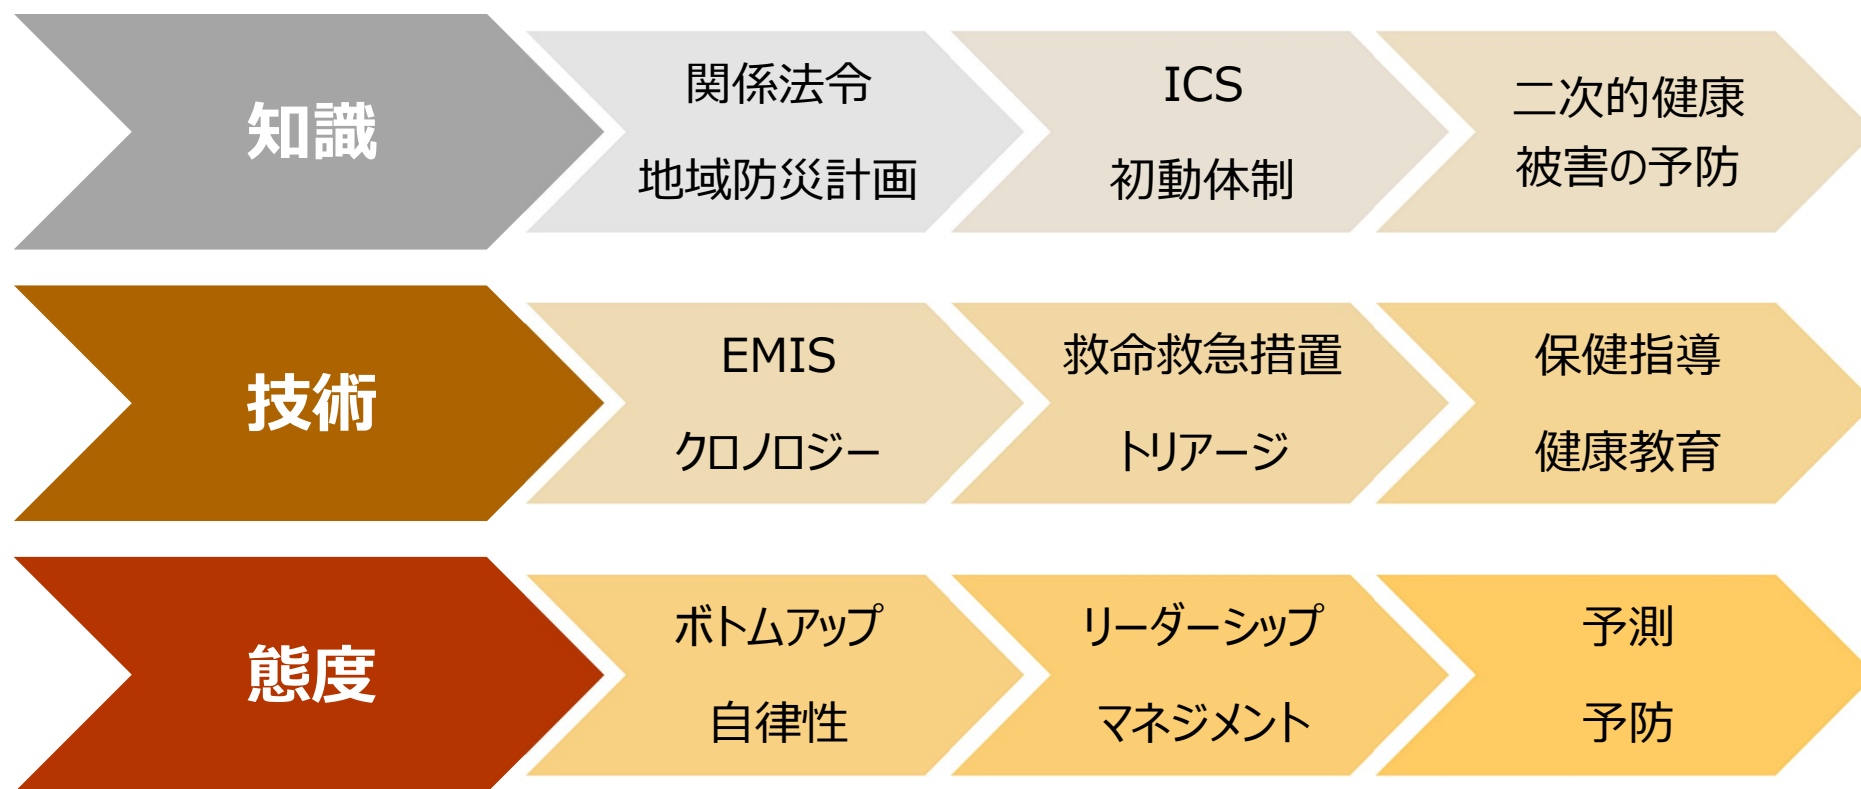 知識
関係法令
地域防災計画
ICS
初動体制
二次的健康
被害の予防
技術
EMIS
クロノロジー
救命救急措置
トリアージ
保健指導
健康教育
態度
ボトムアップ
自律性
リーダーシップ
マネジメント
予測
予防